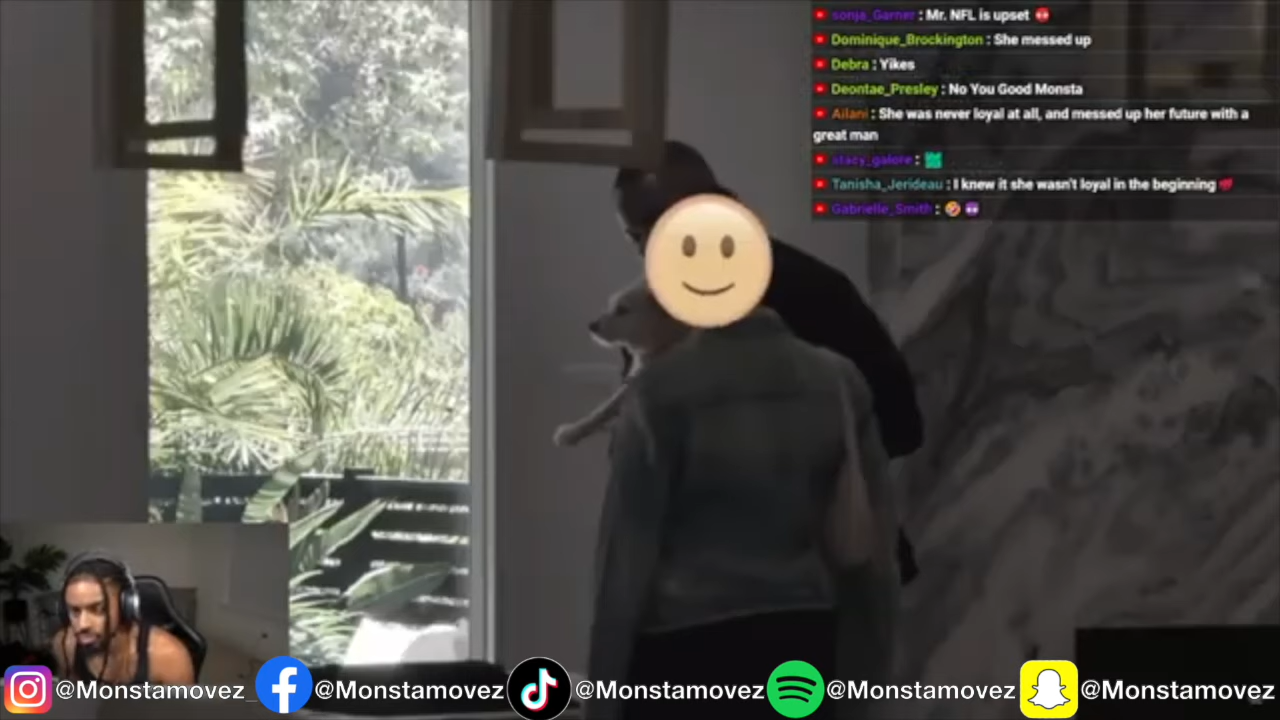 sonja_Garner : Mr. NFL is upset
Dominique_Brockington : She messed up
Debra : Yikes
Deontae_Presley : No You Good Monsta
Ailani : She was never loyal at all, and messed up her future with a
great man
stacy_galore :
Tanisha_Jerideau : I knew it she wasn't loyal in the beginning
Gabrielle_Smith :
@Monstamovez_ @Monstamovez @Monstamovez @Monstamovez @Monstamovez